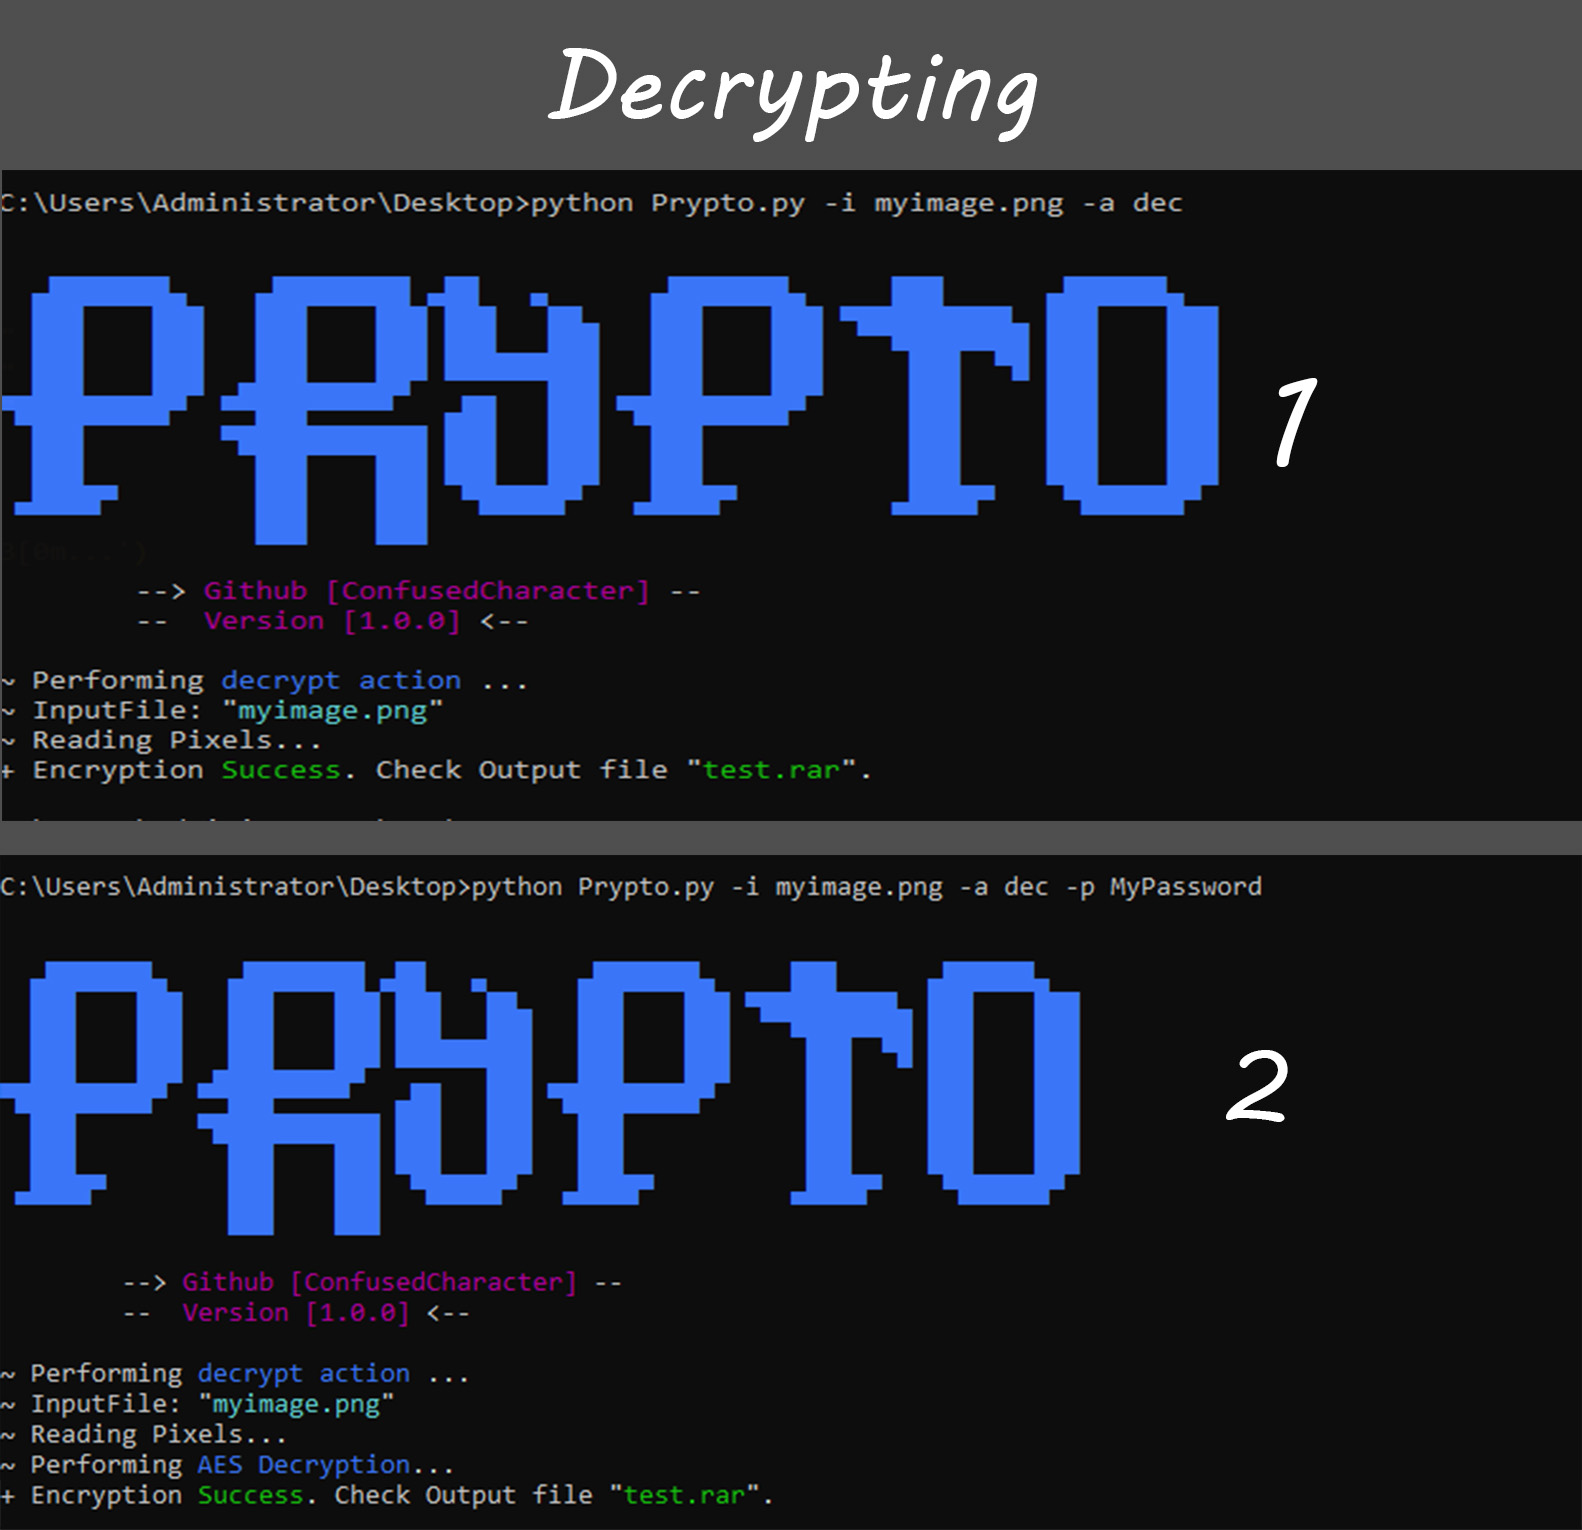 Decrypting
C:\Users\Administrator\Desktop>python Prypto.py -i myimage.png -a dec
PRYPTO
1
--> Github [ConfusedCharacter] --
-- Version [1.0.0] <--
~ Performing decrypt action ...
~ InputFile: "myimage.png"
~ Reading Pixels...
+ Encryption Success. Check Output file "test.rar".
C:\Users\Administrator\Desktop>python Prypto.py -i myimage.png -a dec -p MyPassword
PRYPTO
2
--> Github [ConfusedCharacter] --
-- Version [1.0.0] <--
~ Performing decrypt action ...
~ InputFile: "myimage.png"
~ Reading Pixels...
~ Performing AES Decryption...
+ Encryption Success. Check Output file "test.rar".